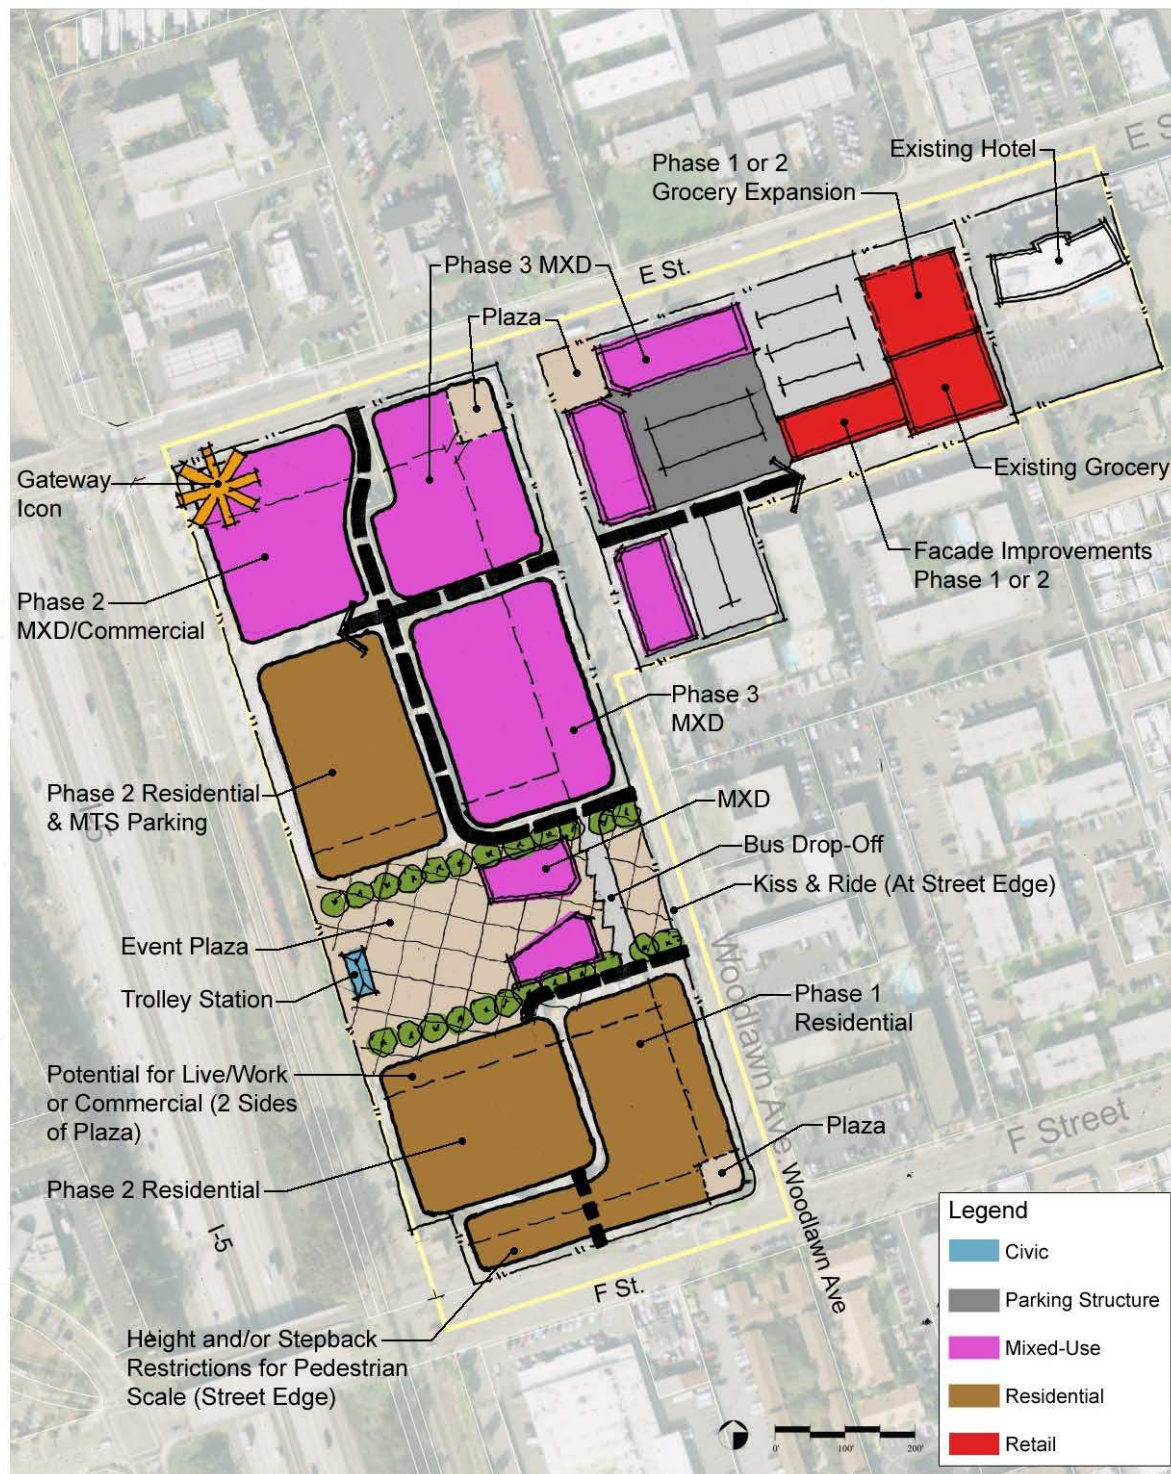 E S
Existing Hotel
Phase 1 or 2
Grocery Expansion
Phase 3 MXD
E St.
Plaza
Gateway
Icon
Existing Grocery
Facade Improvements
Phase 1 or 2
Phase 2
MXD/Commercial
Phase 3
MXD
Phase 2 Residential
& MTS Parking
MXD
Bus Drop-Off
Kiss & Ride (At Street Edge)
Event Plaza
Trolley Station
Woodlawn Ave.
Phase 1
Residential
Potential for Live/Work
or Commercial (2 Sides
of Plaza)
Plaza
F Street
Phase 2 Residential
Woodlawn Ave
I-5
F St.
Height and/or Stepback
Restrictions for Pedestrian
Scale (Street Edge)
Legend
Civic
Parking Structure
Mixed-Use
Residential
Retail
0' 100' 200'